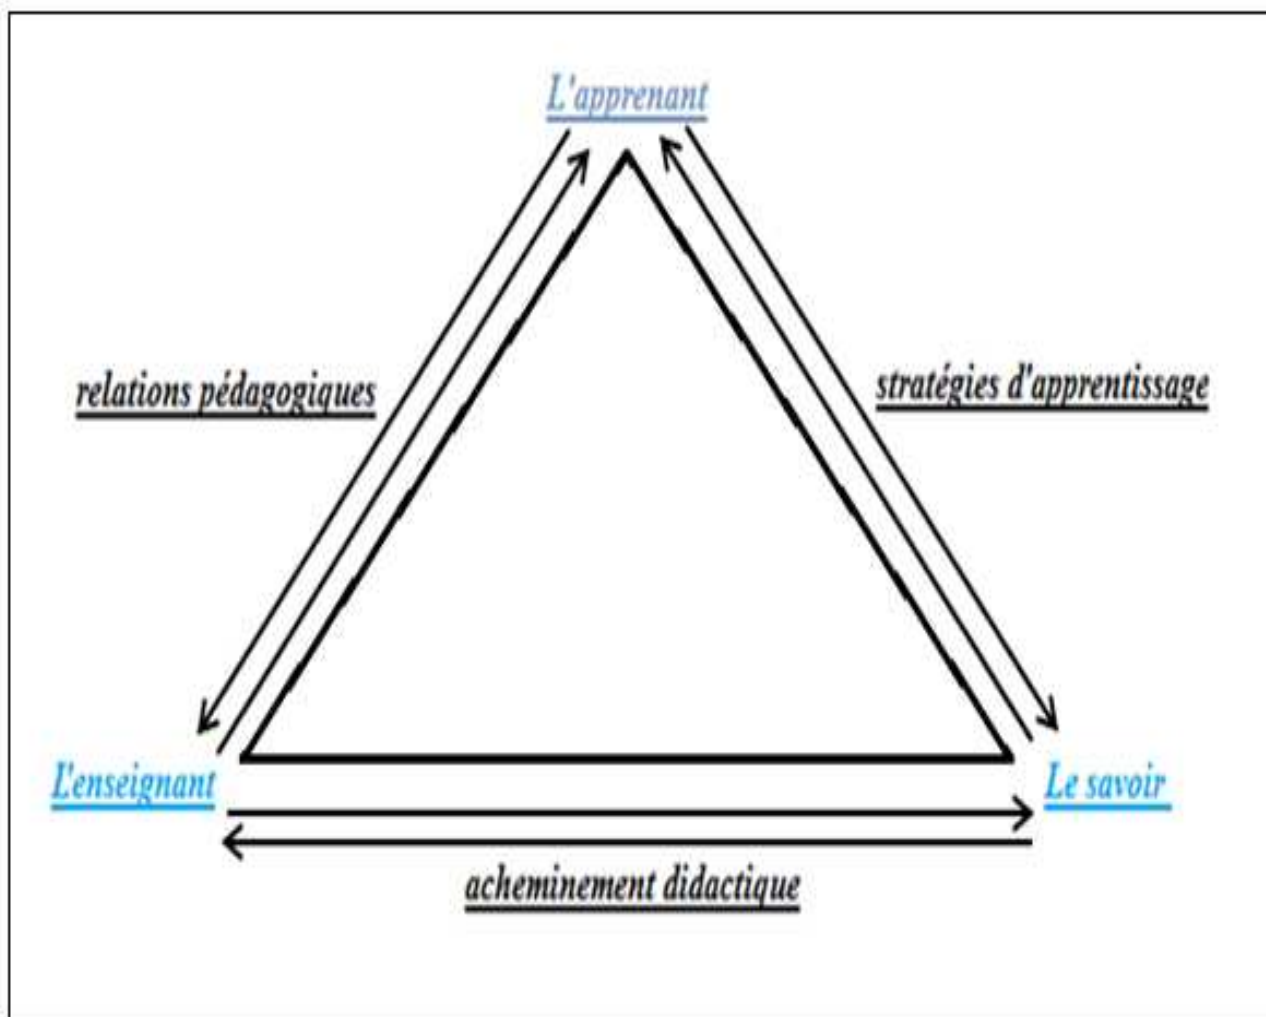 L'apprenant
relations pédagogiques
stratégies d'apprentissage
L'enseignant
Le savoir
acheminement didactique